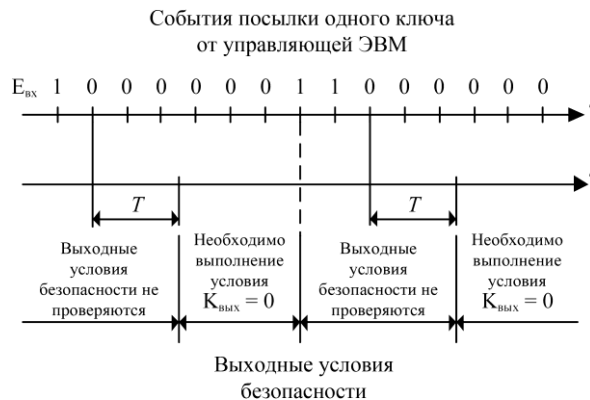 События посылки одного ключа
от управляющей ЭВМ
Eвх 1 0 0 0 0 0 0 1 1 0 0 0 0 0 0
T T
Выходные
условия
безопасности не
проверяются
Необходимо
выполнение
условия
Kвых = 0
Выходные
условия
безопасности не
проверяются
Необходимо
выполнение
условия
Kвых = 0
Выходные условия
безопасности